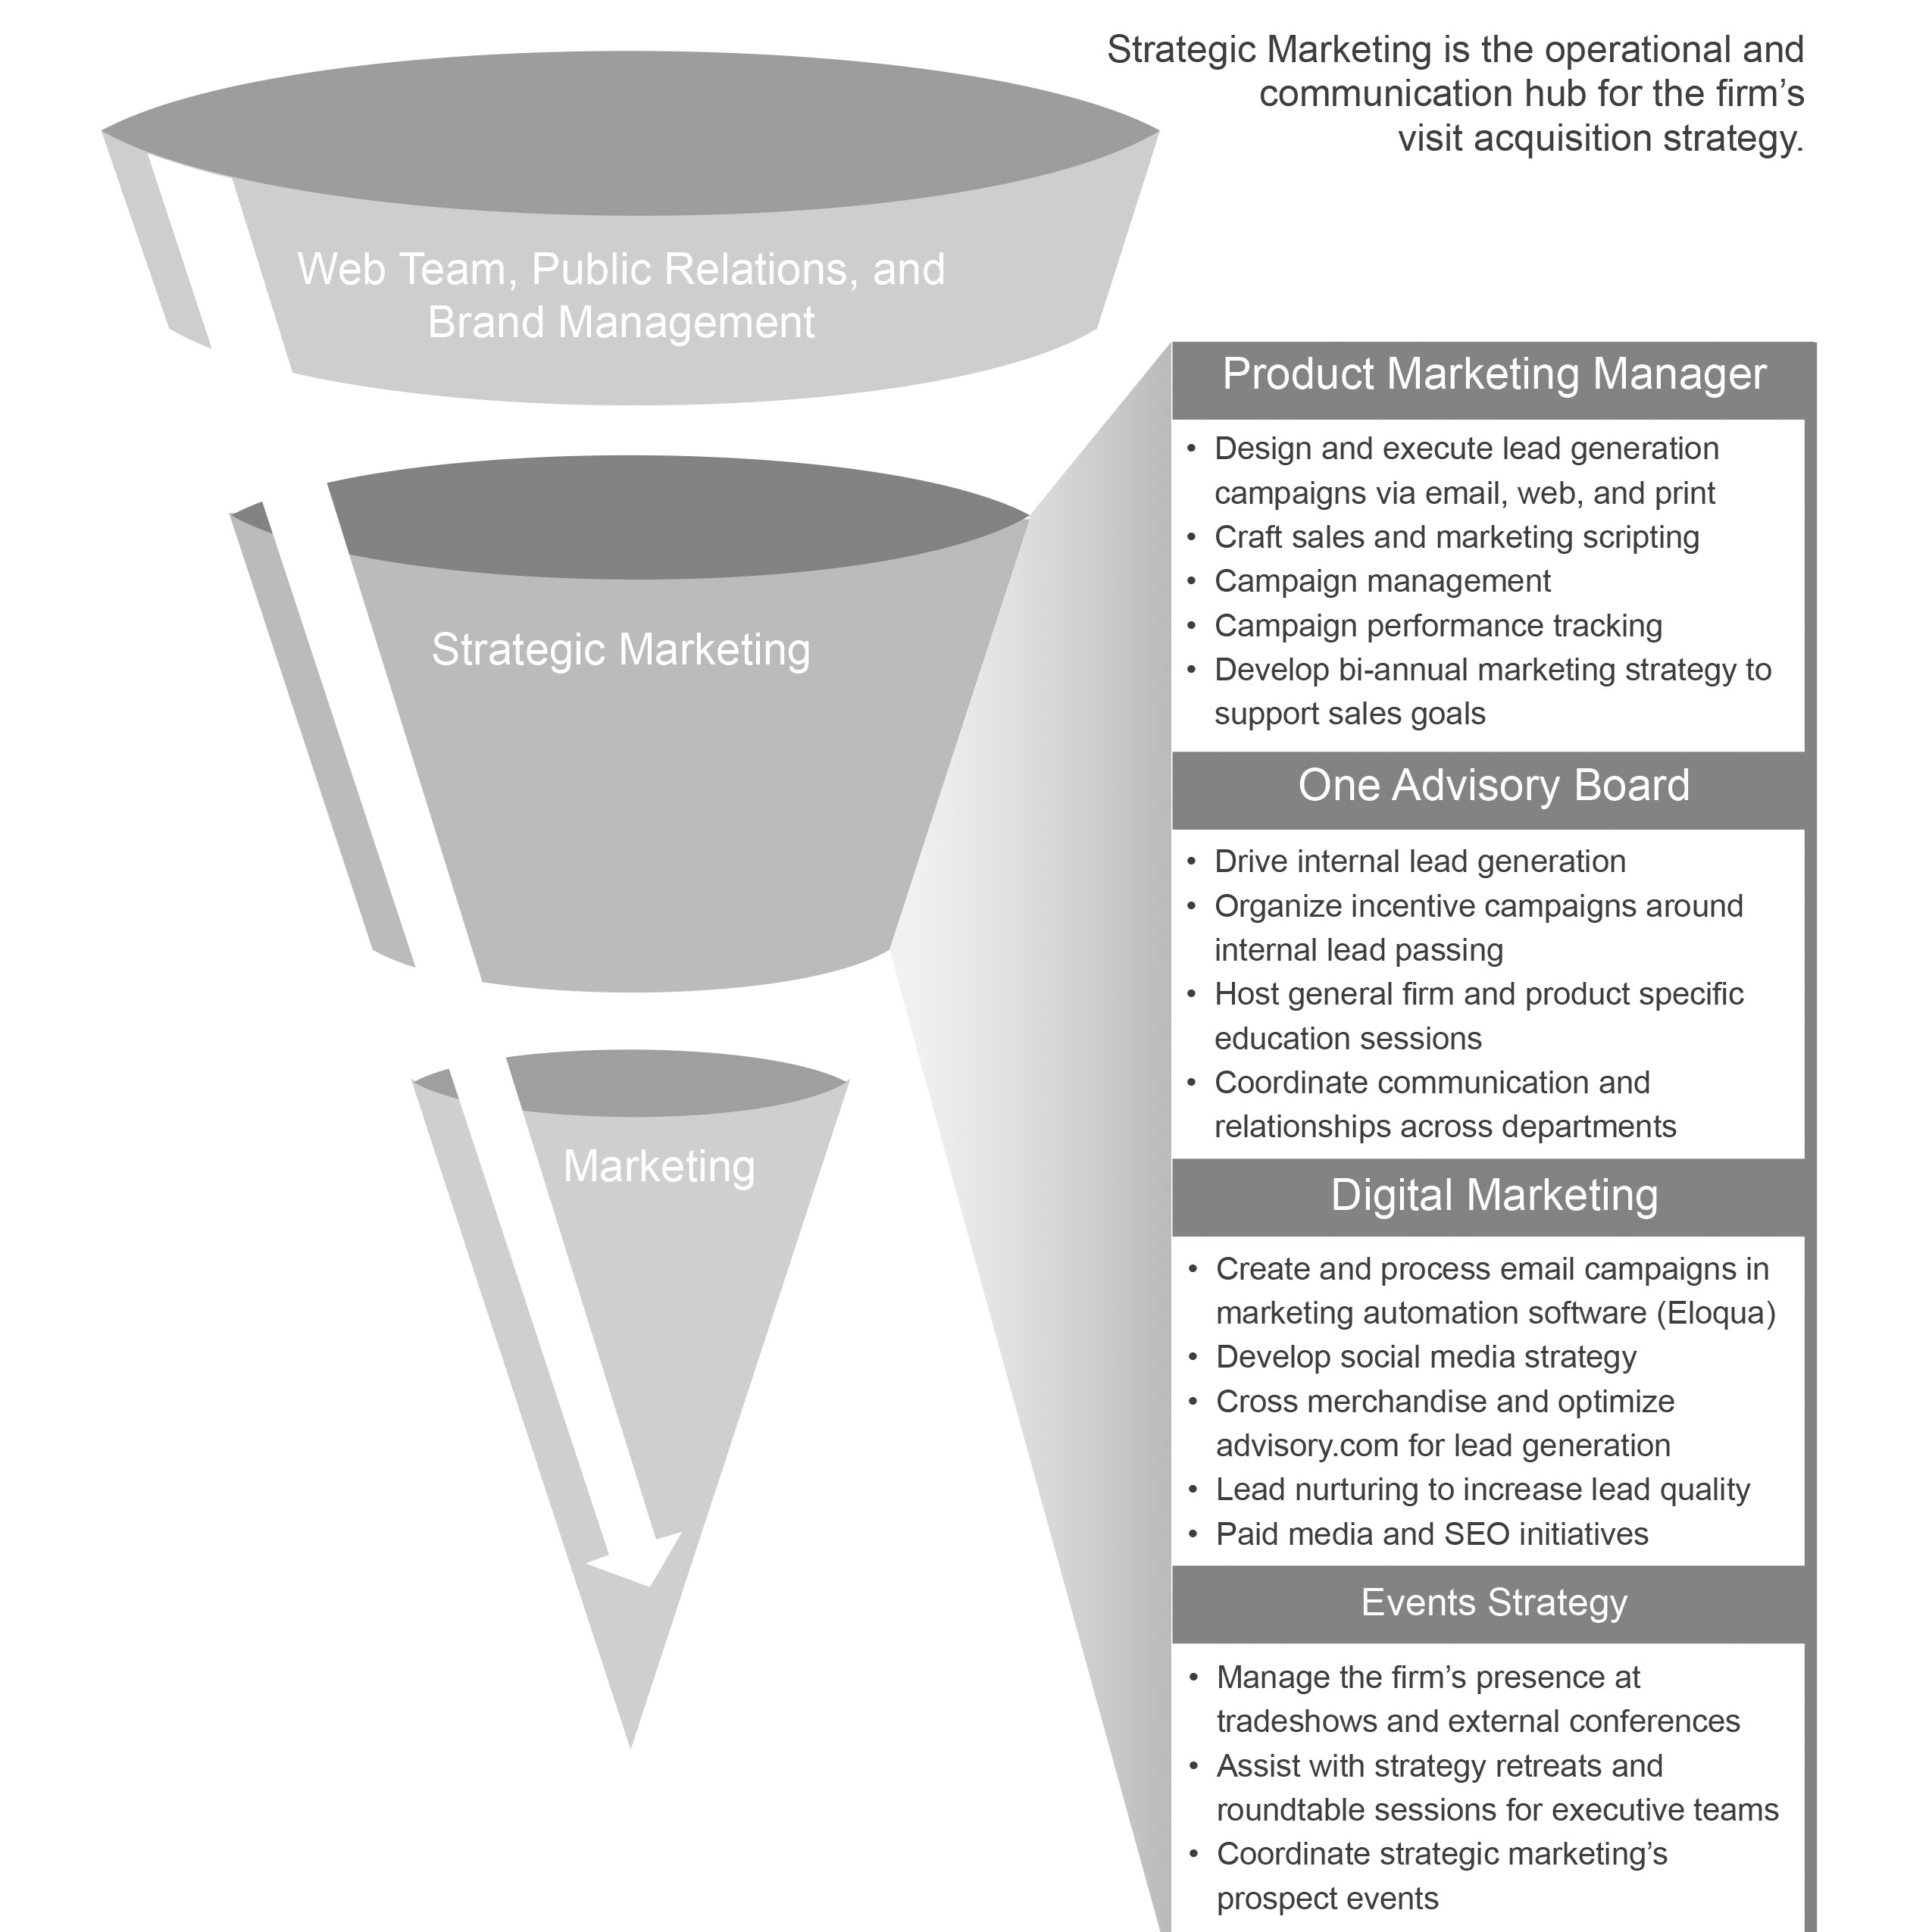 Strategic Marketing is the operational and
communication hub for the firm’s
visit acquisition strategy.
Web Team, Public Relations, and
Brand Management
Strategic Marketing
Marketing
Product Marketing Manager
• Design and execute lead generation
campaigns via email, web, and print
• Craft sales and marketing scripting
• Campaign management
• Campaign performance tracking
• Develop bi-annual marketing strategy to
support sales goals
One Advisory Board
• Drive internal lead generation
• Organize incentive campaigns around
internal lead passing
• Host general firm and product specific
education sessions
• Coordinate communication and
relationships across departments
Digital Marketing
• Create and process email campaigns in
marketing automation software (Eloqua)
• Develop social media strategy
• Cross merchandise and optimize
advisory.com for lead generation
• Lead nurturing to increase lead quality
• Paid media and SEO initiatives
Events Strategy
• Manage the firm’s presence at
tradeshows and external conferences
• Assist with strategy retreats and
roundtable sessions for executive teams
• Coordinate strategic marketing’s
prospect events